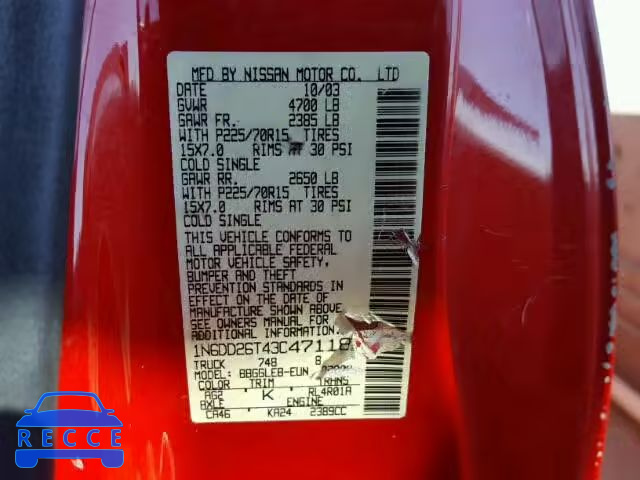 MFD BY NISSAN MOTOR CO. LTD
DATE 10/03
GVWR 4700 LB
GAWR FR. 2385 LB
WITH P225/70R15 TIRES
15X7.0 RIMS AT 30 PSI
COLD SINGLE
GAWR RR. 2650 LB
WITH P225/70R15 TIRES
15X7.0 RIMS AT 30 PSI
COLD SINGLE
THIS VEHICLE CONFORMS TO
ALL APPLICABLE FEDERAL
MOTOR VEHICLE SAFETY,
BUMPER AND THEFT
PREVENTION STANDARDS IN
EFFECT ON THE DATE OF
MANUFACTURE SHOWN ABOVE.
SEE OWNERS MANUAL FOR
ADDITIONAL INFORMATION.
1N6DD26T43C47118
TRUCK 748 8
MODEL: BBGGLEB-EUN
COLOR TRIM TRANS
AG2 K RL4R01A
AXLE ENGINE
CA46 KA24 2389CC
RECCE